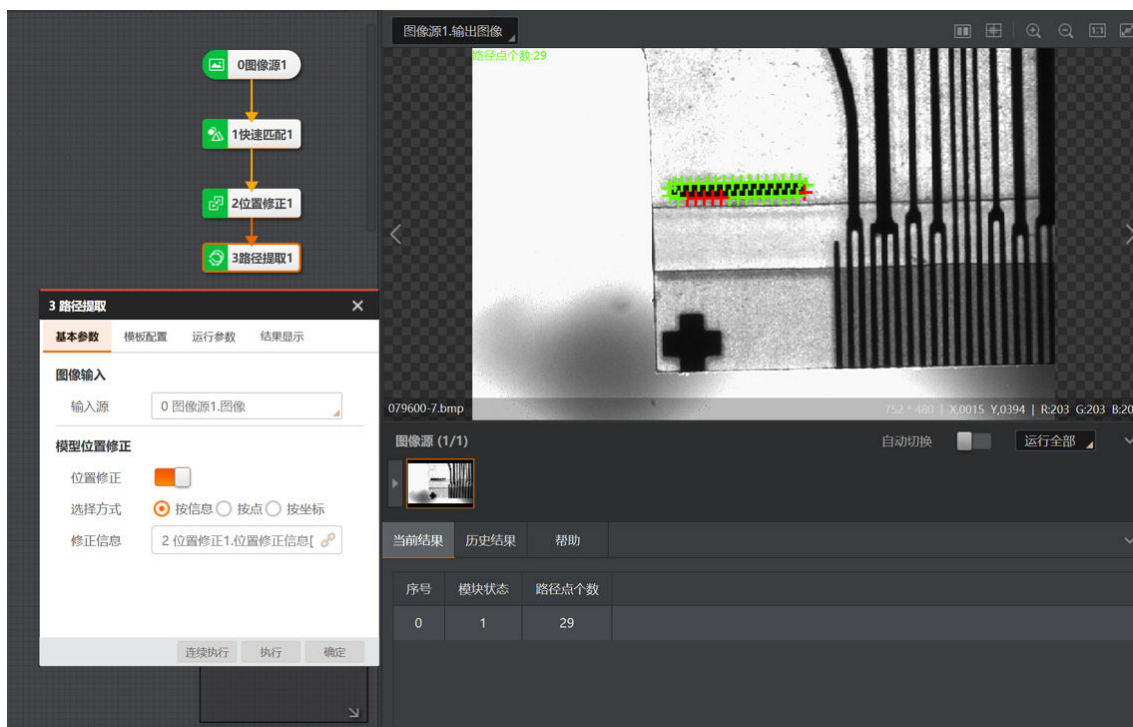 0图像源1
1快速匹配1
2位置修正1
3路径提取1
3 路径提取
基本参数 模板配置 运行参数 结果显示
图像输入
输入源 0 图像源1.图像
模型位置修正
位置修正
选择方式 按信息 按点 按坐标
修正信息 2 位置修正1.位置修正信息[
连续执行 执行 确定
图像源1.输出图像
1:1
路径点个数:29
079600-7.bmp
752 * 480 | X,0015 Y,0394 | R:203 G:203 B:20
图像源 (1/1)
自动切换 运行全部
当前结果 历史结果 帮助
序号 模块状态 路径点个数
0 1 29